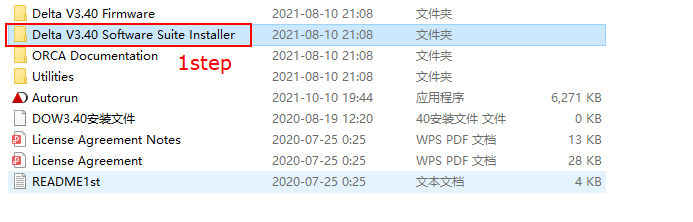 Delta V3.40 Firmware 2021-08-10 21:08 文件夹
Delta V3.40 Software Suite Installer 2021-08-10 21:08 文件夹
ORCA Documentation 2021-08-10 21:08 文件夹
1step
Utilities 2021-08-10 21:08 文件夹
Autorun 2021-10-10 19:44 应用程序 6,271 KB
DOW3.40安装文件 2020-08-19 12:20 40安装文件 文件 0 KB
License Agreement Notes 2020-07-25 0:25 WPS PDF 文档 13 KB
License Agreement 2020-07-25 0:25 WPS PDF 文档 28 KB
README1st 2020-07-25 0:25 文本文档 4 KB